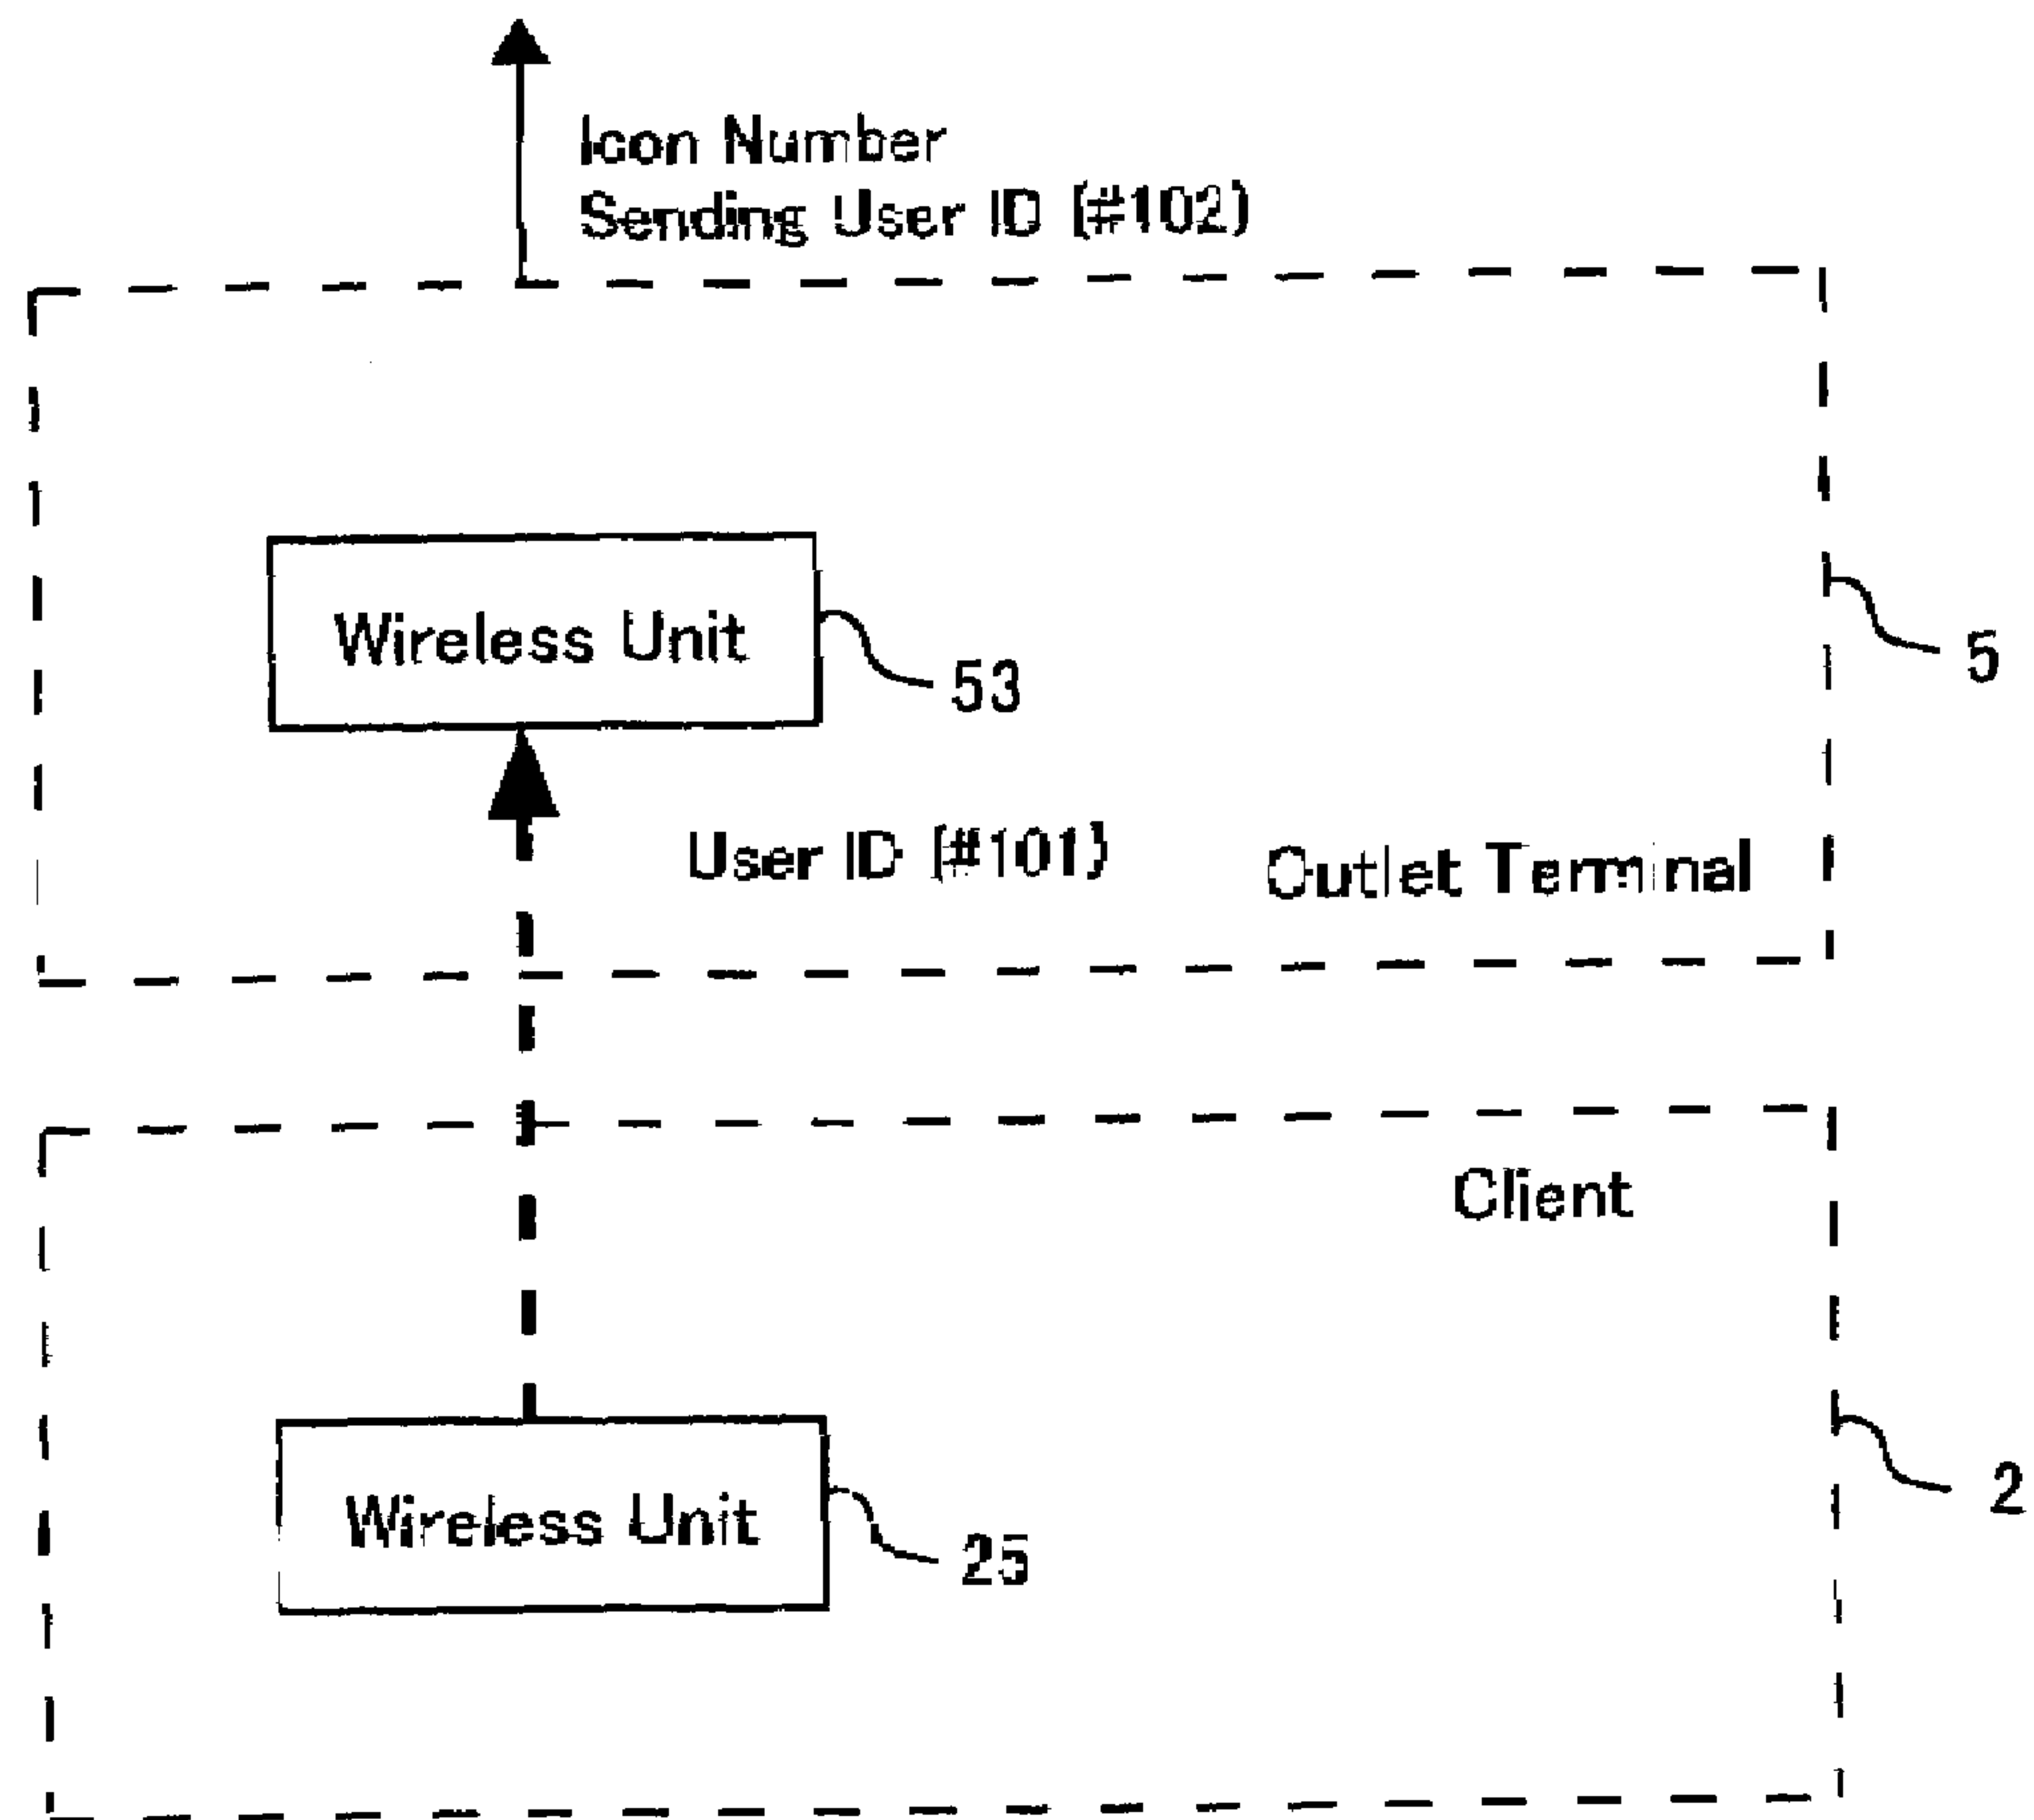 Icon Number
Sending User ID (#102)
Wireless Unit
53
5
User ID (#101)
Outlet Terminal
Client
Wireless Unit
25
2